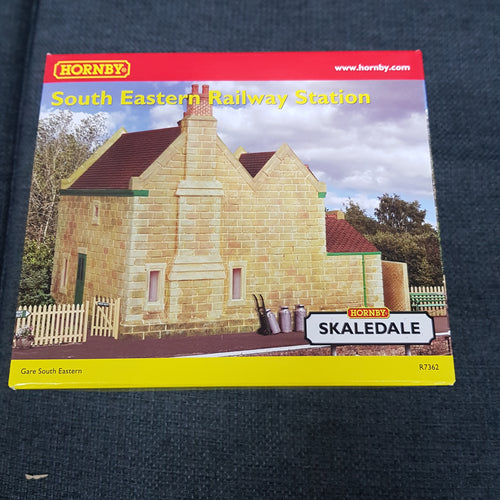 HORNBY®
www.hornby.com
South Eastern Railway Station
HORNBY
SKALEDALE
Gare South Eastern
R7362